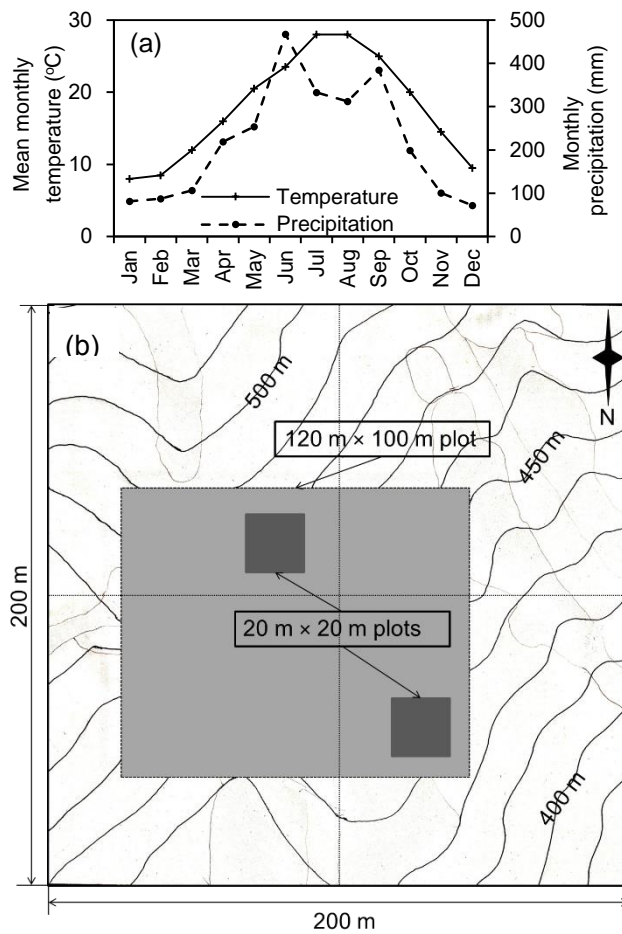 (a)
Mean monthly
temperature (°C)
30
20
10
0
500
400
300
200
100
0
Monthly
precipitation (mm)
Temperature
Precipitation
Jan
Feb
Mar
Apr
May
Jun
Jul
Aug
Sep
Oct
Nov
Dec
(b)
500 m
N
120 m × 100 m plot
450 m
200 m
20 m × 20 m plots
400 m
200 m